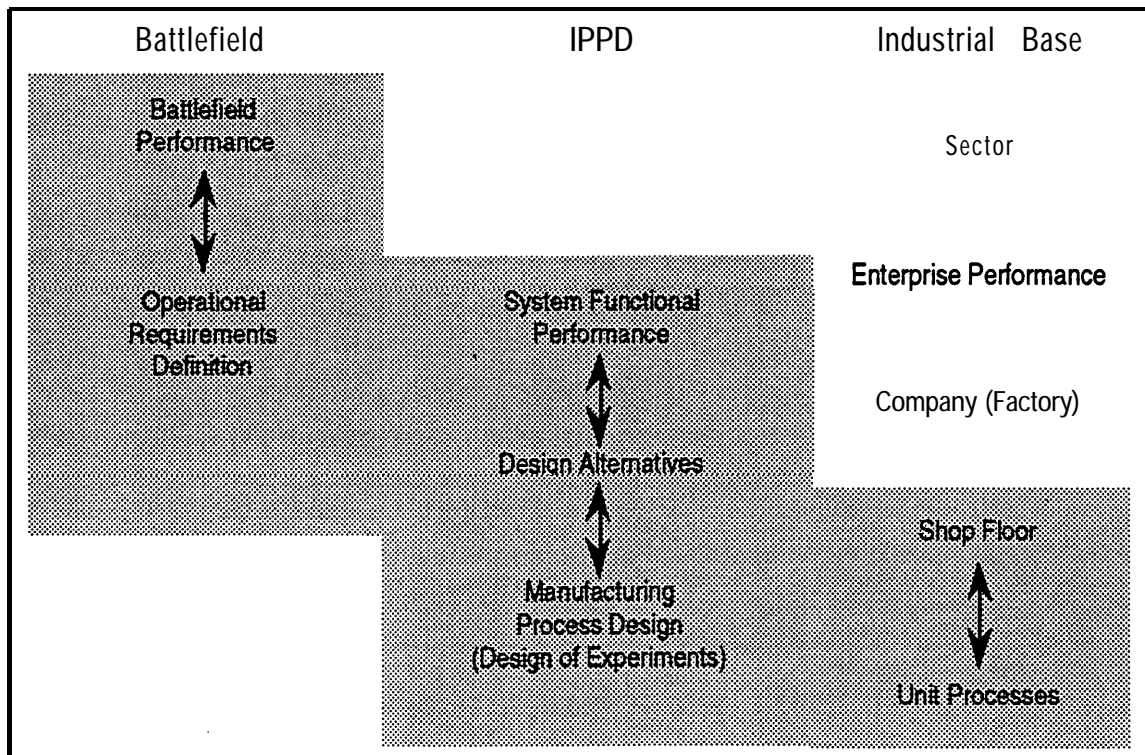 Battlefield
IPPD
Industrial Base
Battlefield
Performance
Operational
Requirements
Definition
System Functional
Performance
Design Alternatives
Manufacturing
Process Design
(Design of Experiments)
Sector
Enterprise Performance
Company (Factory)
Shop Floor
Unit Processes